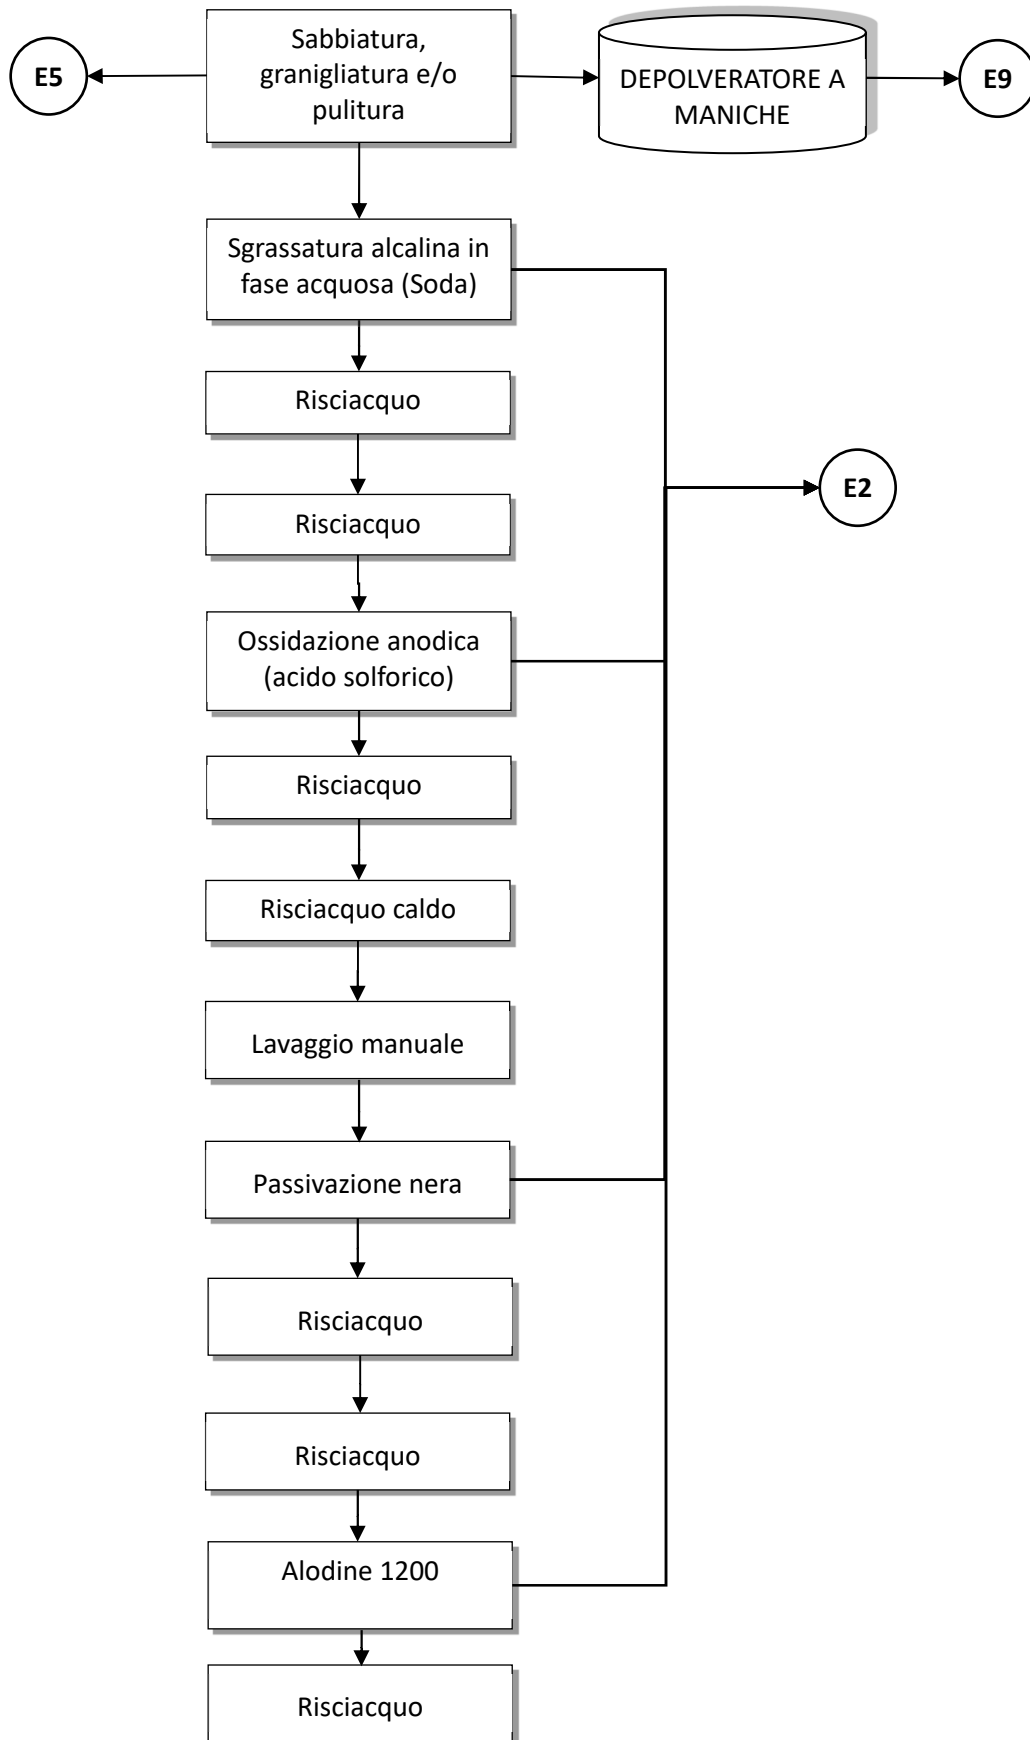 Sabbiatura,
granigliatura e/o
pulitura
E5
DEPOLVERATORE A
MANICHE
E9
Sgrassatura alcalina in
fase acquosa (Soda)
Risciacquo
E2
Risciacquo
Ossidazione anodica
(acido solforico)
Risciacquo
Risciacquo caldo
Lavaggio manuale
Passivazione nera
Risciacquo
Risciacquo
Alodine 1200
Risciacquo